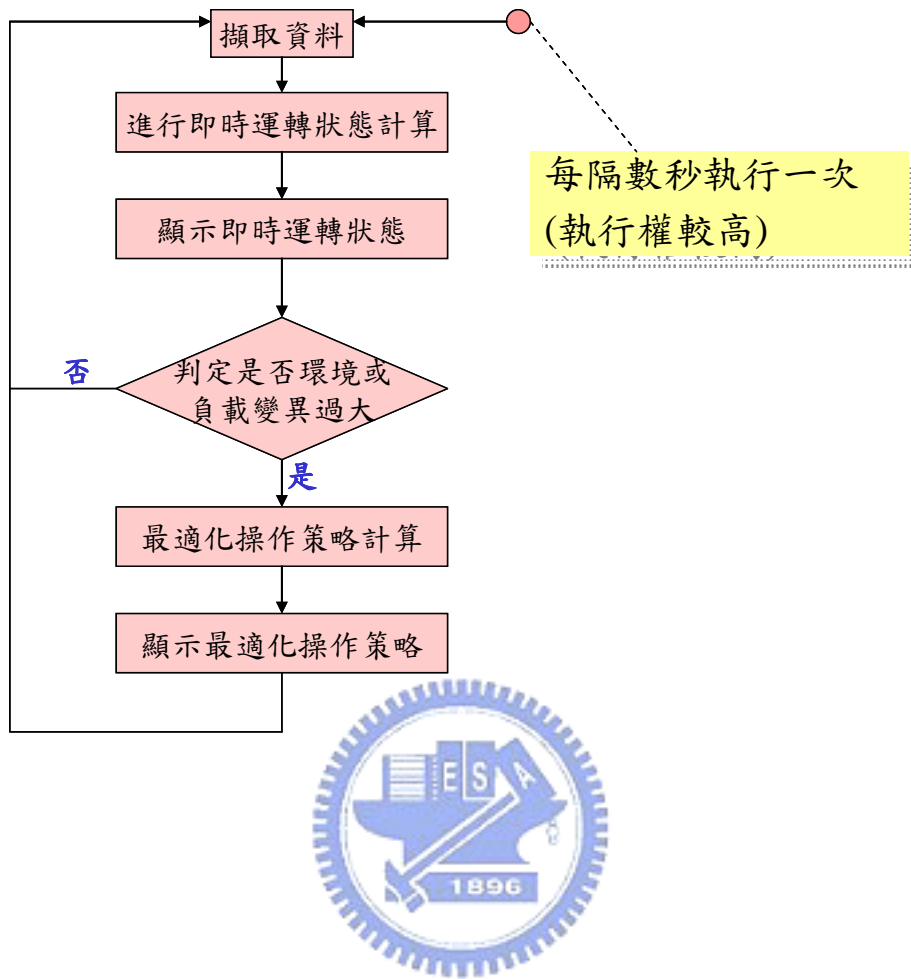 擷取資料
進行即時運轉狀態計算
每隔數秒執行一次
(執行權較高)
顯示即時運轉狀態
判定是否環境或
負載變異過大
否
是
最適化操作策略計算
顯示最適化操作策略
E S A
1896